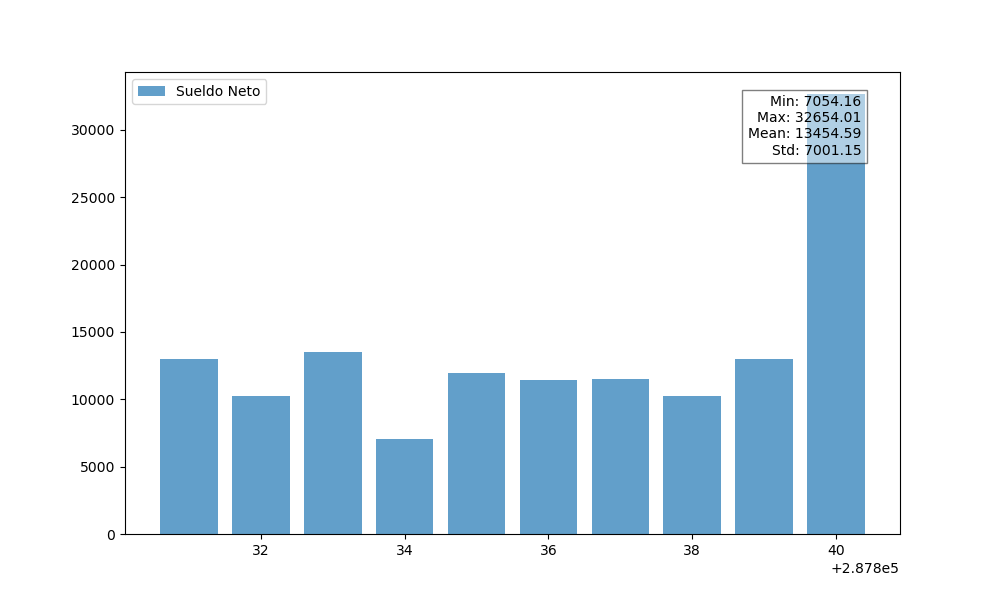 Sueldo Neto
Min: 7054.16
Max: 32654.01
Mean: 13454.59
Std: 7001.15
30000
25000
20000
15000
10000
5000
0
32 34 36 38 40
+2.878e5